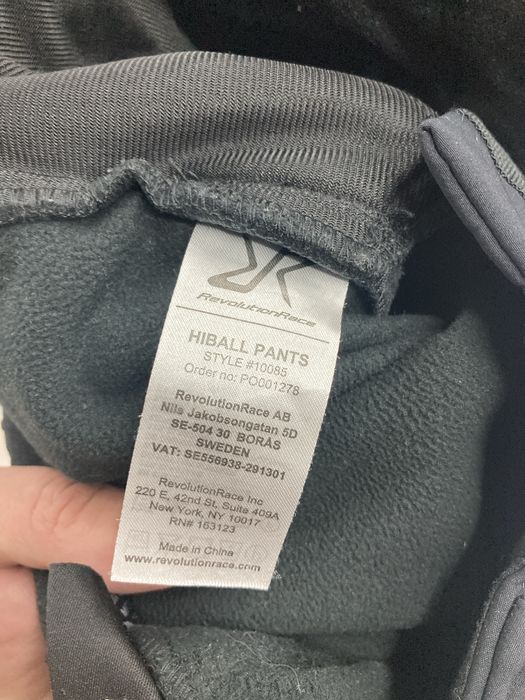 RevolutionRace
HIBALL PANTS
STYLE #10085
Order no: PO001278
RevolutionRace AB
Nils Jakobsongatan 5D
SE-504 30 BORÅS
SWEDEN
VAT: SE556938-291301
RevolutionRace Inc
220 E, 42nd St, Suite 409A
New York, NY 10017
RN# 163123
Made in China
www.revolutionrace.com